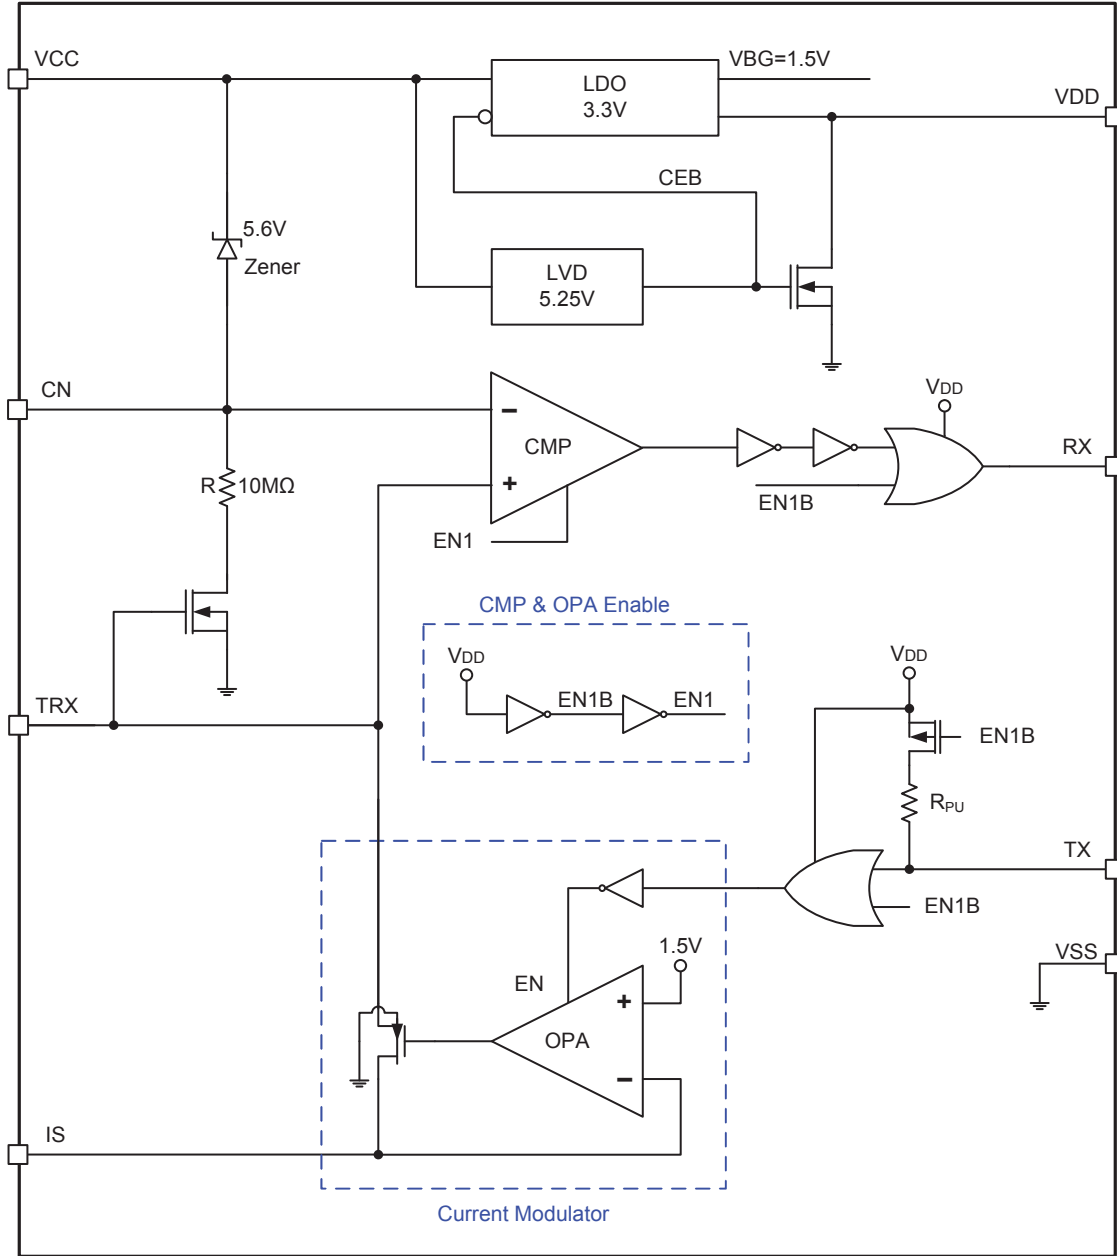 VCC
LDO
3.3V
VBG=1.5V
VDD
CEB
5.6V
Zener
LVD
5.25V
CN
CMP
−
+
VDD
RX
R
10MΩ
EN1B
EN1
CMP & OPA Enable
VDD
EN1B
EN1
TRX
VDD
EN1B
RPU
TX
EN1B
VSS
1.5V
EN
+
OPA
−
IS
Current Modulator